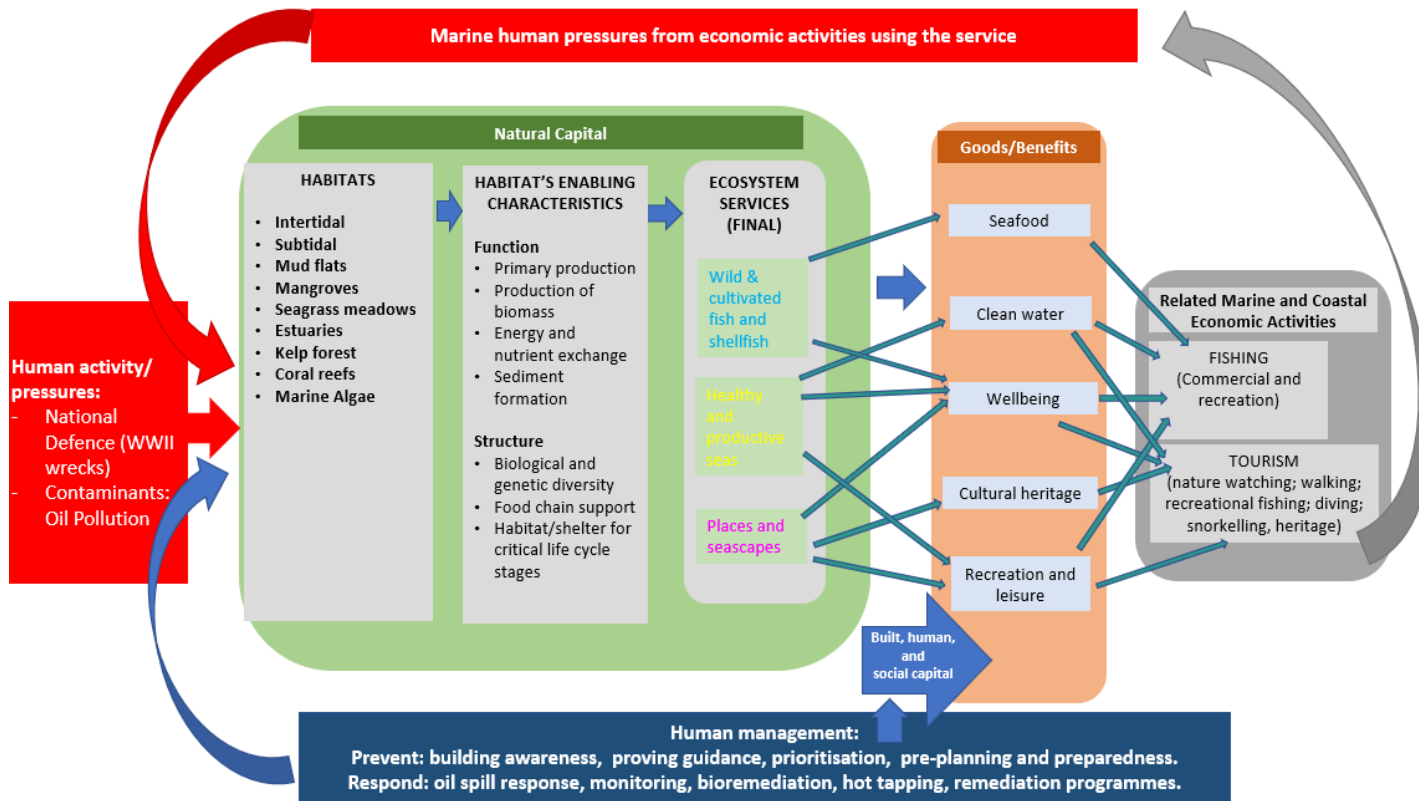 Marine human pressures from economic activities using the service
Human activity/
pressures:
- National
Defence (WWII
wrecks)
- Contaminants:
Oil Pollution
Natural Capital
HABITATS
• Intertidal
• Subtidal
• Mud flats
• Mangroves
• Seagrass meadows
• Estuaries
• Kelp forest
• Coral reefs
• Marine Algae
HABITAT'S ENABLING
CHARACTERISTICS
Function
• Primary production
• Production of
biomass
• Energy and
nutrient exchange
• Sediment
formation
Structure
• Biological and
genetic diversity
• Food chain support
• Habitat/shelter for
critical life cycle
stages
ECOSYSTEM
SERVICES
(FINAL)
Wild &
cultivated
fish and
shellfish
Healthy
and
productive
seas
Places and
seascapes
Goods/Benefits
Seafood
Clean water
Wellbeing
Cultural heritage
Recreation and
leisure
Built, human,
and
social capital
Related Marine and Coastal
Economic Activities
FISHING
(Commercial and
recreation)
TOURISM
(nature watching; walking;
recreational fishing; diving;
snorkelling, heritage)
Human management:
Prevent: building awareness, proving guidance, prioritisation, pre-planning and preparedness.
Respond: oil spill response, monitoring, bioremediation, hot tapping, remediation programmes.